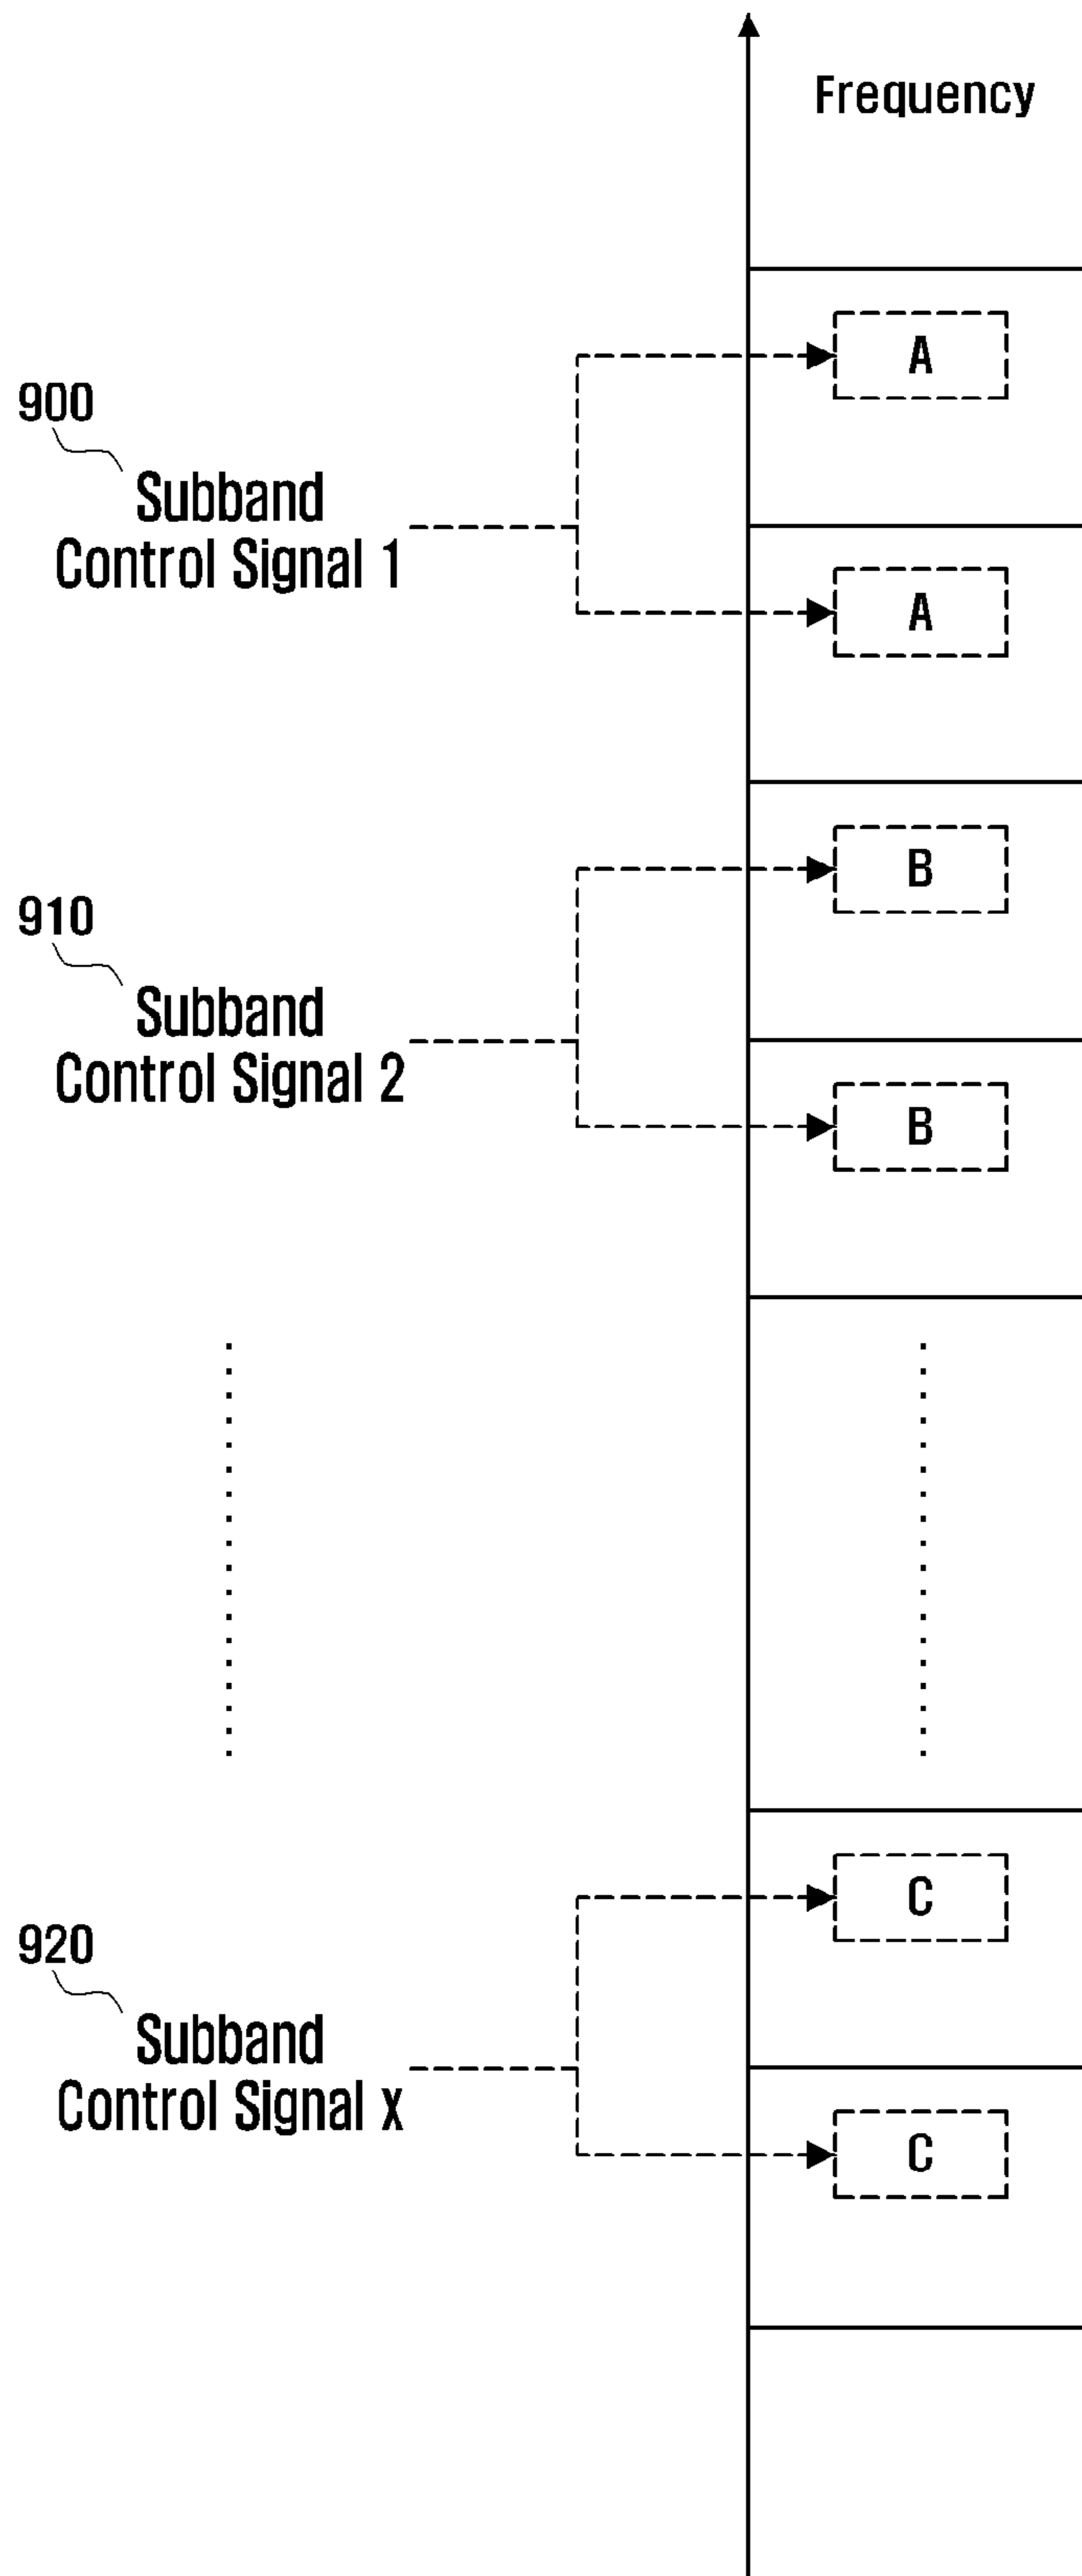 Frequency
A
900
Subband
Control Signal 1
A
B
910
Subband
Control Signal 2
B
C
920
Subband
Control Signal x
C